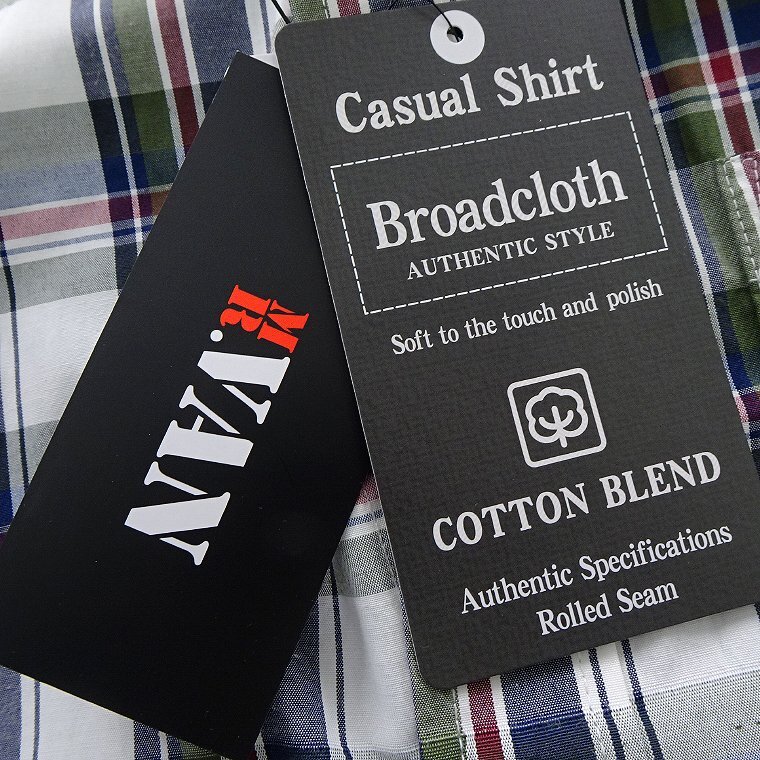 Casual Shirt
Broadcloth
AUTHENTIC STYLE
Soft to the touch and polish
COTTON BLEND
Authentic Specifications
Rolled Seam
MR.VAN